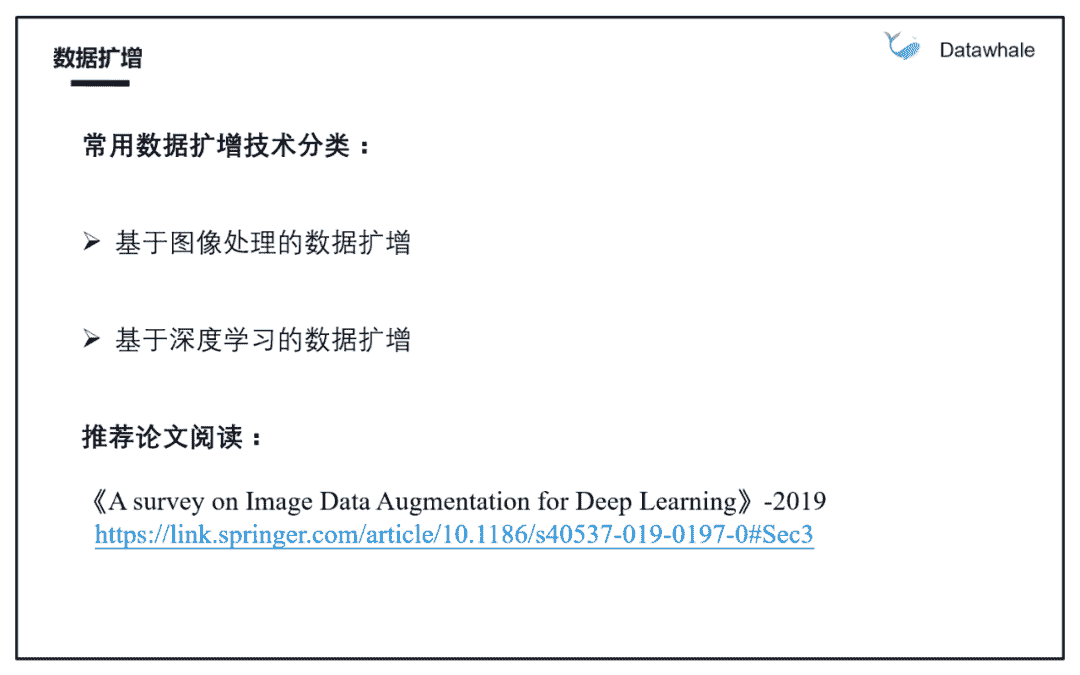 数据扩增
Datawhale
常用数据扩增技术分类：
➢ 基于图像处理的数据扩增
➢ 基于深度学习的数据扩增
推荐论文阅读：
《A survey on Image Data Augmentation for Deep Learning》-2019
https://link.springer.com/article/10.1186/s40537-019-0197-0#Sec3